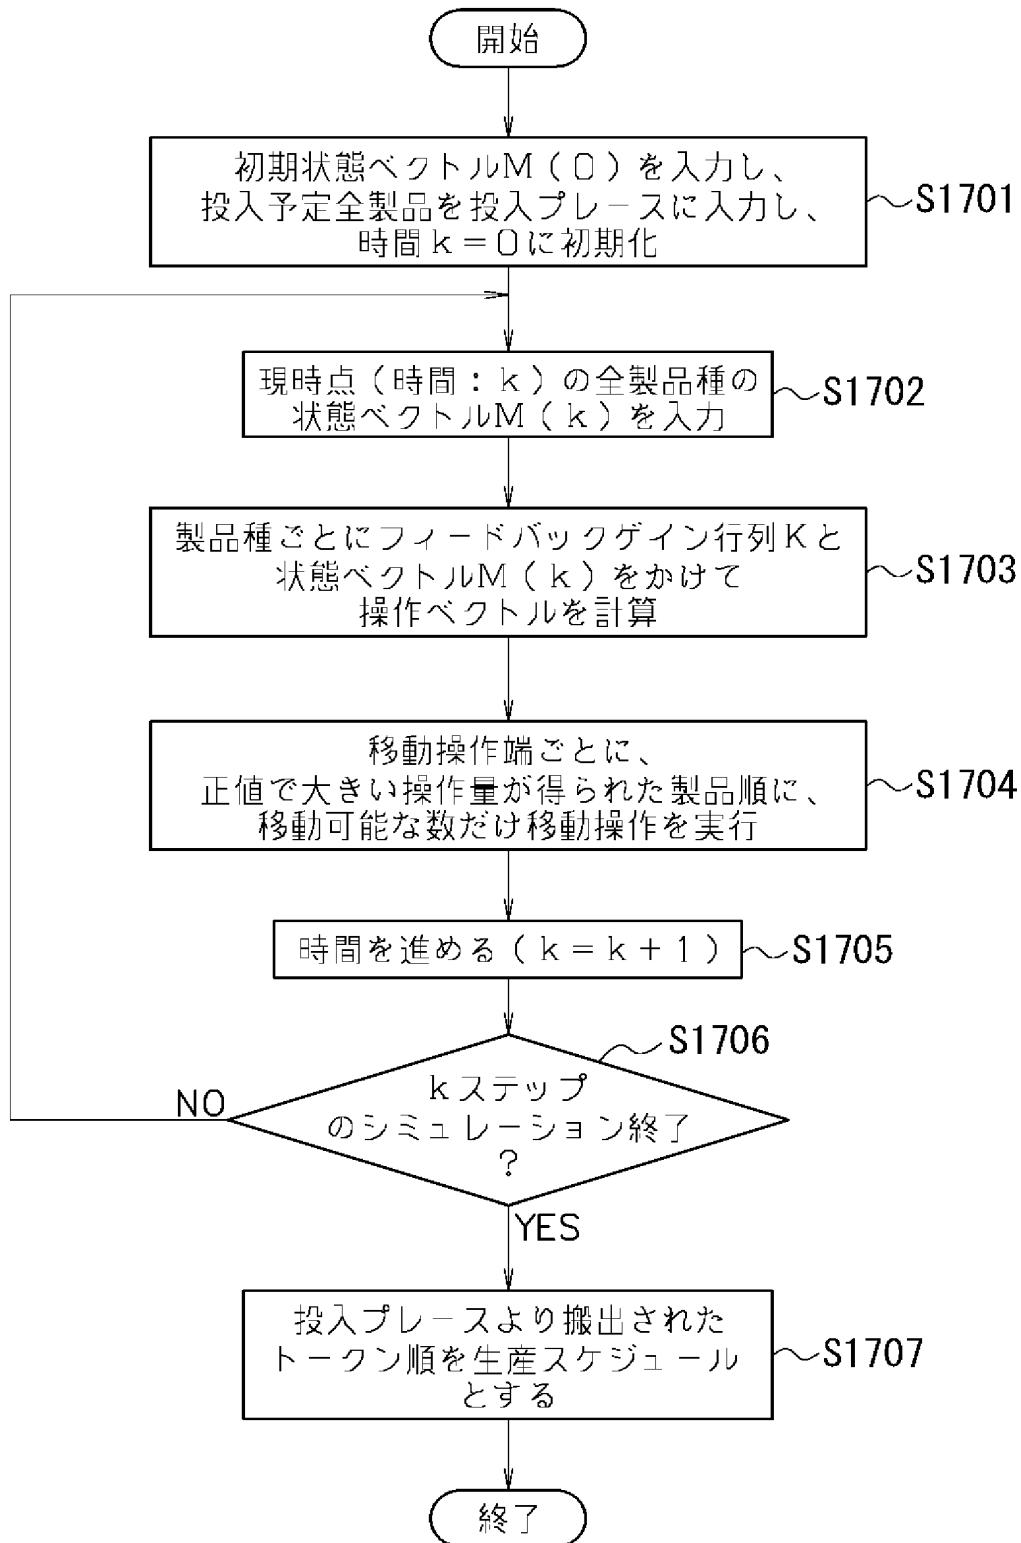 開始
初期状態ベクトルM(0)を入力し、
投入予定全製品を投入プレースに入力し、
時間k=0に初期化
S1701
現時点(時間:k)の全製品種の
状態ベクトルM(k)を入力
S1702
製品種ごとにフィードバックゲイン行列Kと
状態ベクトルM(k)をかけて
操作ベクトルを計算
S1703
移動操作端ごとに、
正値で大きい操作量が得られた製品順に、
移動可能な数だけ移動操作を実行
S1704
時間を進める(k=k+1)
S1705
S1706
kステップ
のシミュレーション終了
?
NO
YES
投入プレースより搬出された
トークン順を生産スケジュール
とする
S1707
終了